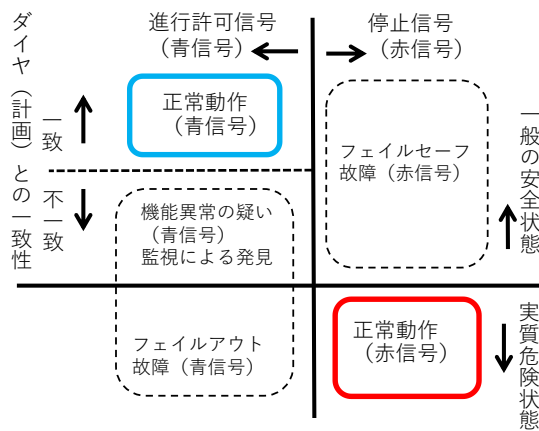 ダイヤ（計画）との一致性
一致
不一致
進行許可信号
（青信号）
停止信号
（赤信号）
正常動作
（青信号）
フェイルセーフ
故障（赤信号）
機能異常の疑い
（青信号）
監視による発見
フェイルアウト
故障（青信号）
正常動作
（赤信号）
一般の安全状態
実質危険状態